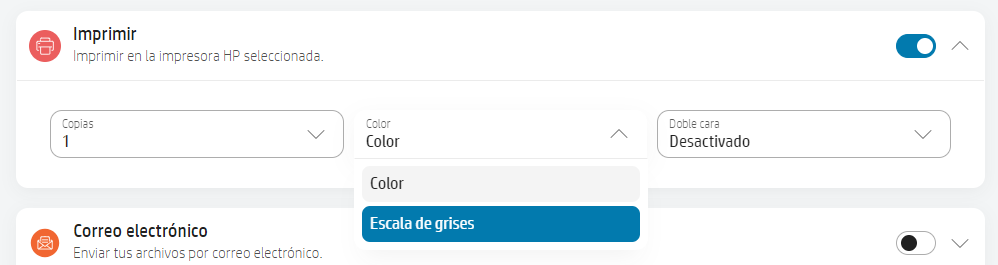 Imprimir
Imprimir en la impresora HP seleccionada.
Copias
1
Color
Color
Doble cara
Desactivado
Color
Escala de grises
Correo electrónico
Enviar tus archivos por correo electrónico.